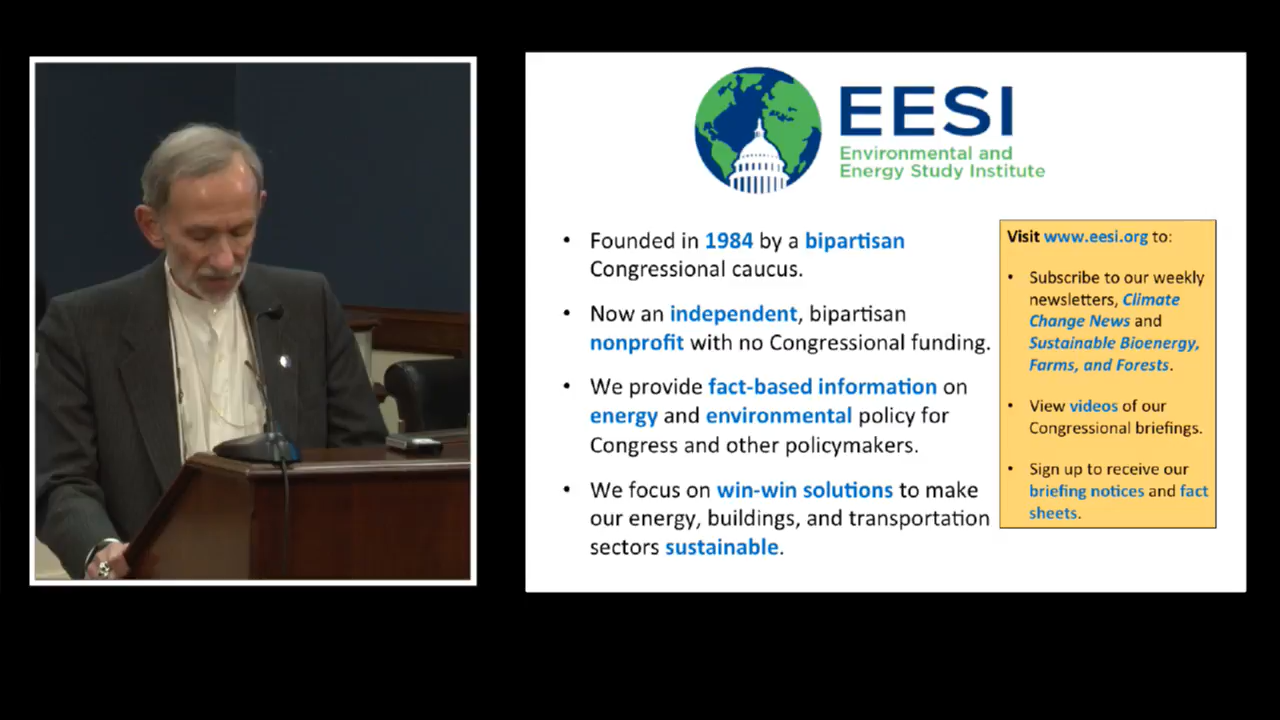 EESI
Environmental and
Energy Study Institute
• Founded in 1984 by a bipartisan
Congressional caucus.
• Now an independent, bipartisan
nonprofit with no Congressional funding.
• We provide fact-based information on
energy and environmental policy for
Congress and other policymakers.
• We focus on win-win solutions to make
our energy, buildings, and transportation
sectors sustainable.
Visit www.eesi.org to:
• Subscribe to our weekly
newsletters, Climate
Change News and
Sustainable Bioenergy,
Farms, and Forests.
• View videos of our
Congressional briefings.
• Sign up to receive our
briefing notices and fact
sheets.